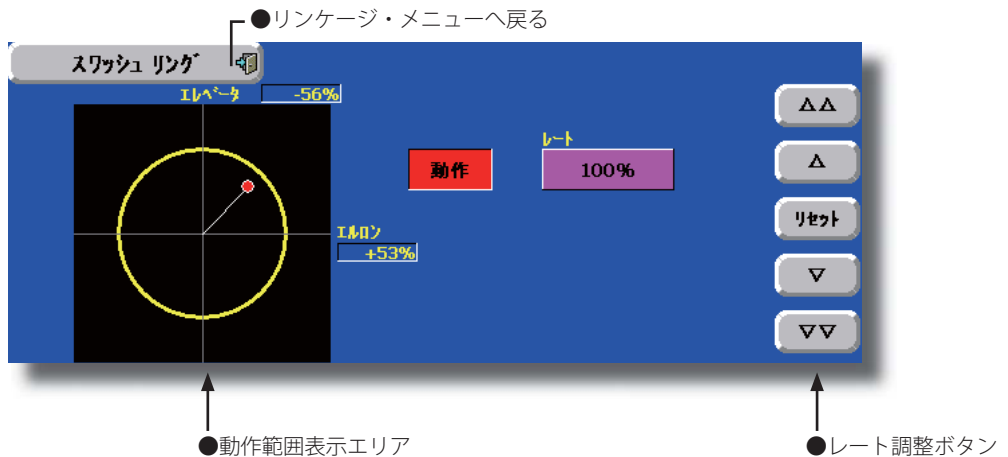 ●リンケージ・メニューへ戻る
スワッシュ リング
エレベータ -56%
動作
レート
100%
エルロン
+53%
△△
△
リセット
▽
▽▽
●動作範囲表示エリア
●レート調整ボタン